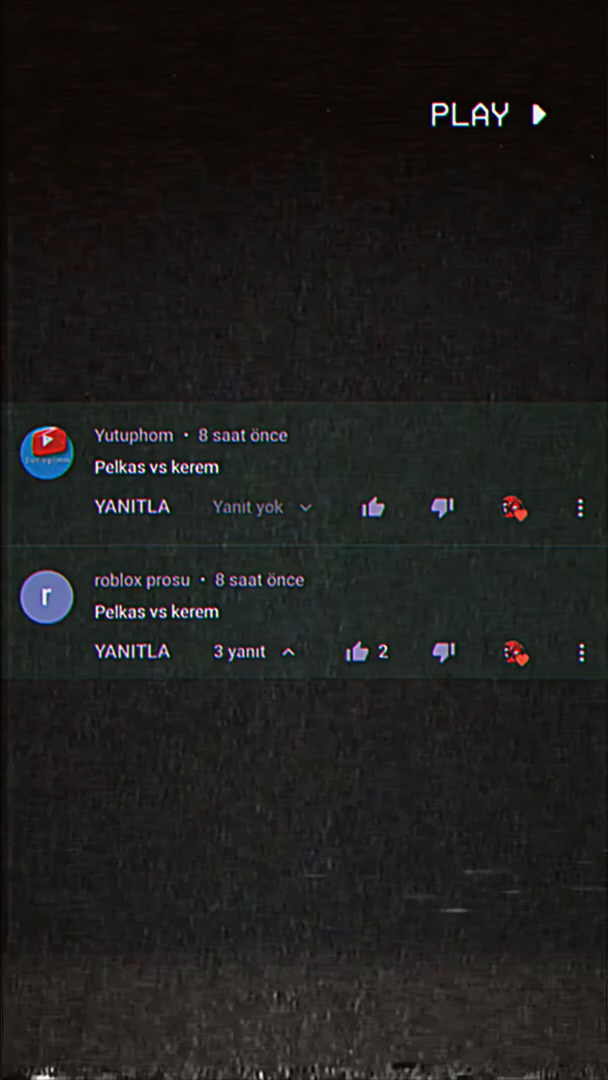 PLAY
Yutuphom • 8 saat önce
Pelkas vs kerem
YANITLA Yanıt yok
roblox prosu • 8 saat önce
r
Pelkas vs kerem
YANITLA 3 yanıt 2